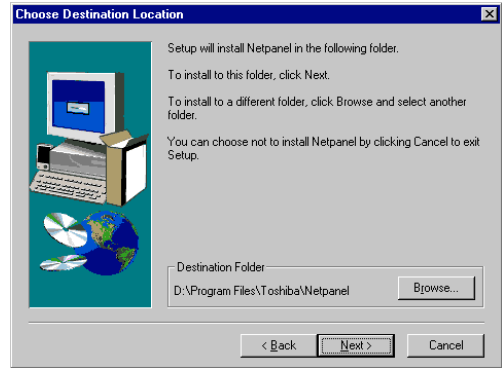 Choose Destination Location
Setup will install Netpanel in the following folder.
To install to this folder, click Next.
To install to a different folder, click Browse and select another
folder.
You can choose not to install Netpanel by clicking Cancel to exit
Setup.
Destination Folder
D:\Program Files\Toshiba\Netpanel
Browse...
< Back
Next >
Cancel